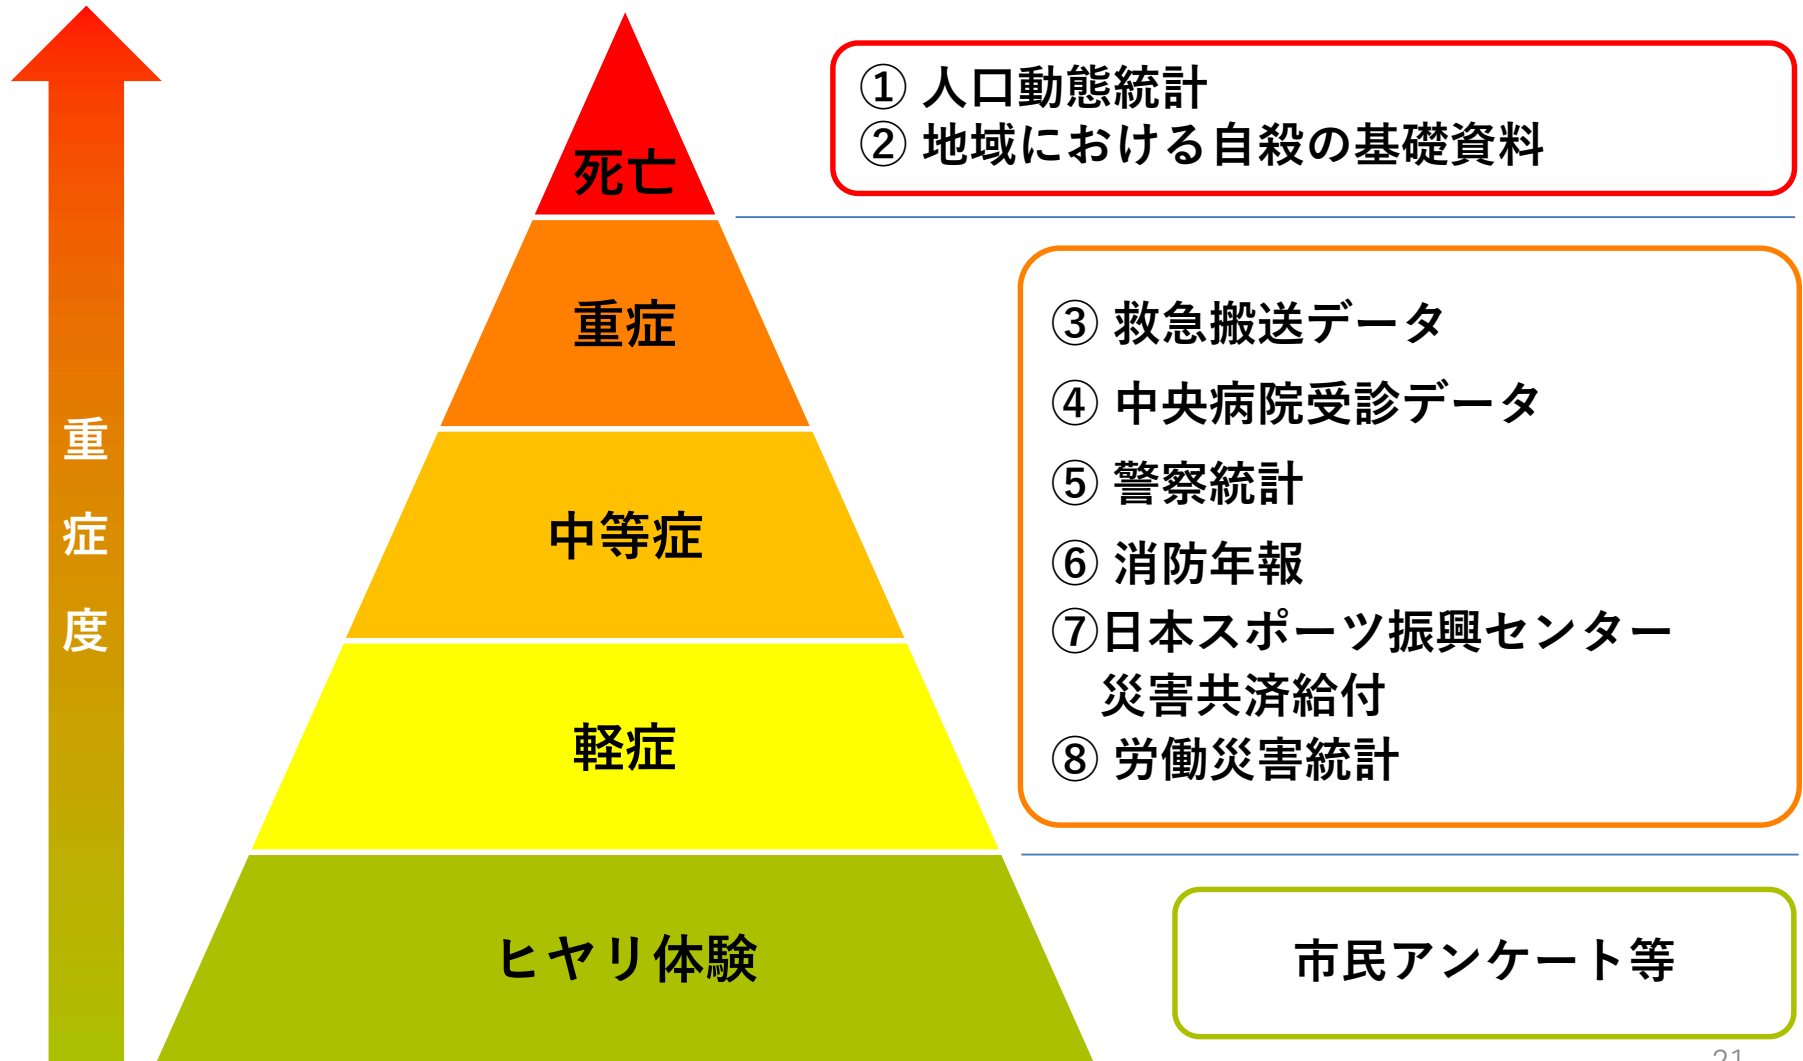 重症度
死亡
重症
中等症
軽症
ヒヤリ体験
① 人口動態統計
② 地域における自殺の基礎資料
③ 救急搬送データ
④ 中央病院受診データ
⑤ 警察統計
⑥ 消防年報
⑦日本スポーツ振興センター
災害共済給付
⑧ 労働災害統計
市民アンケート等
21